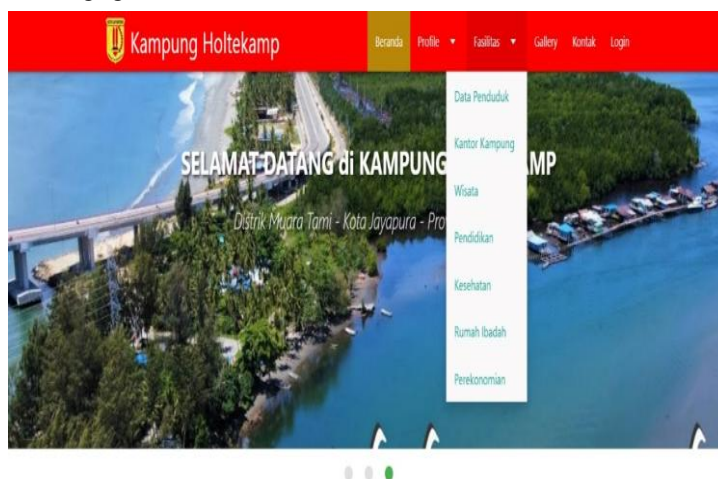 Kampung Holtekamp
Beranda Profile Fasilitas Gallery Kontak Login
Data Penduduk
Kantor Kampung
Wisata
Pendidikan
Kesehatan
Rumah Ibadah
Perekonomian
SELAMAT DATANG di KAMPUNG AMP
Distrik Muara Tami - Kota Jayapura - Pro